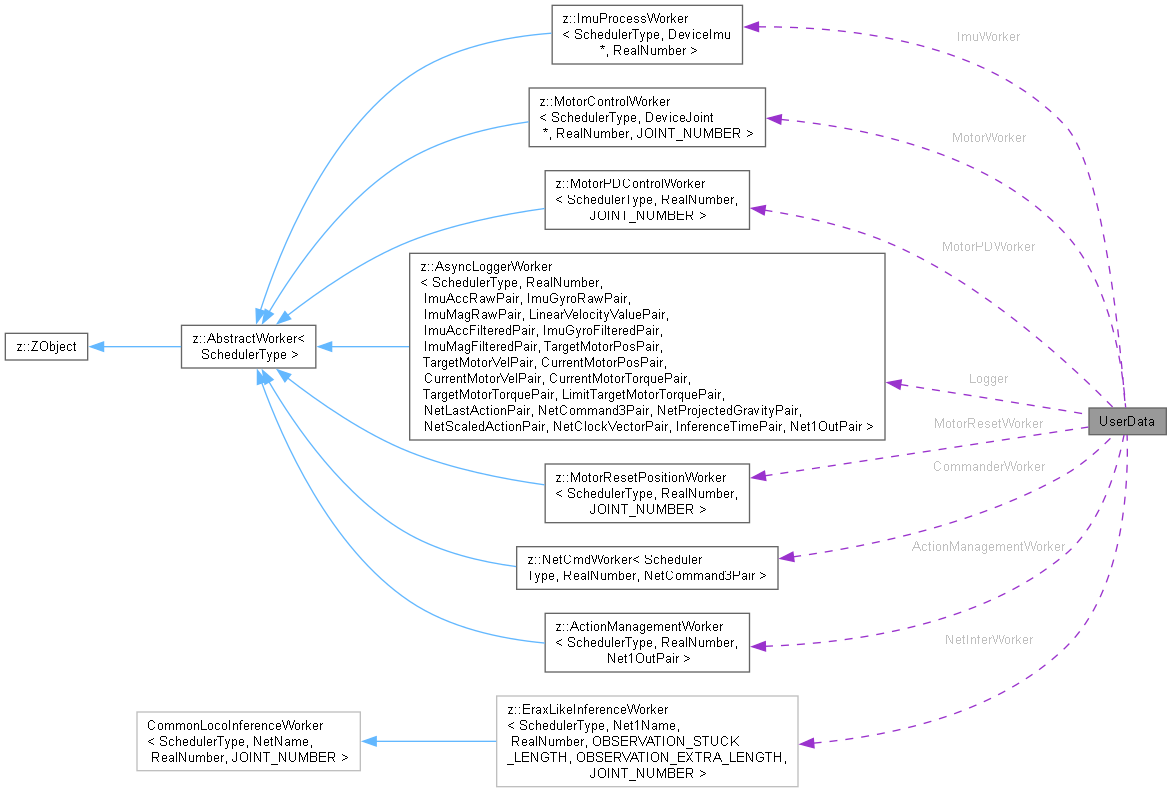 z::ImuProcessWorker
< SchedulerType, DeviceImu
*, RealNumber >
ImuWorker
z::MotorControlWorker
< SchedulerType, DeviceJoint
*, RealNumber, JOINT_NUMBER >
MotorWorker
z::MotorPDControlWorker
< SchedulerType, RealNumber,
JOINT_NUMBER >
MotorPDWorker
z::AsyncLoggerWorker
< SchedulerType, RealNumber,
ImuAccRawPair, ImuGyroRawPair,
ImuMagRawPair, LinearVelocityValuePair,
ImuAccFilteredPair, ImuGyroFilteredPair,
ImuMagFilteredPair, TargetMotorPosPair,
TargetMotorVelPair, CurrentMotorPosPair,
CurrentMotorVelPair, CurrentMotorTorquePair,
TargetMotorTorquePair, LimitTargetMotorTorquePair,
NetLastActionPair, NetCommand3Pair, NetProjectedGravityPair,
NetScaledActionPair, NetClockVectorPair, InferenceTimePair, Net1OutPair >
z::ZObject
z::AbstractWorker<
SchedulerType >
Logger
UserData
MotorResetWorker
z::MotorResetPositionWorker
< SchedulerType, RealNumber,
JOINT_NUMBER >
CommanderWorker
z::NetCmdWorker< Scheduler
Type, RealNumber, NetCommand3Pair >
ActionManagementWorker
z::ActionManagementWorker
< SchedulerType, RealNumber,
Net1OutPair >
NetInterWorker
z::EraxLikeInferenceWorker
< SchedulerType, Net1Name,
RealNumber, OBSERVATION_STUCK
_LENGTH, OBSERVATION_EXTRA_LENGTH,
JOINT_NUMBER >
CommonLocoInferenceWorker
< SchedulerType, NetName,
RealNumber, JOINT_NUMBER >